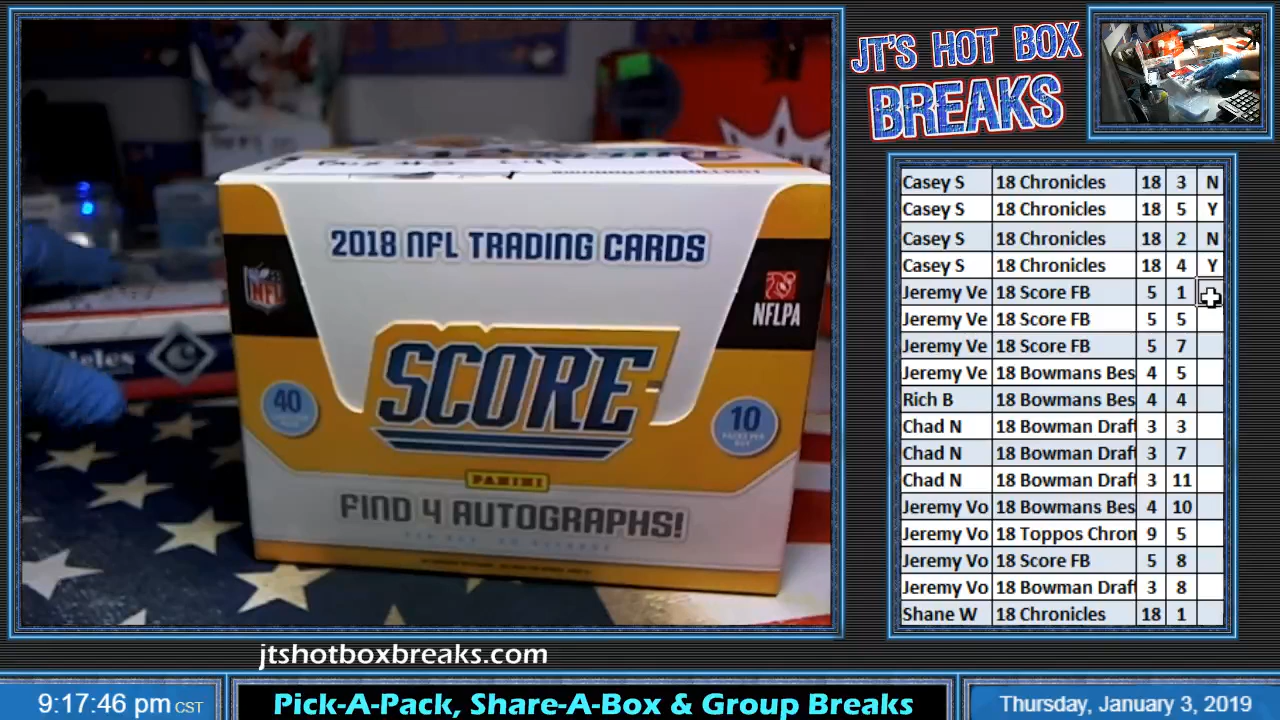 JT'S HOT BOX
BREAKS
2018 NFL TRADING CARDS
NFL
NFLPA
SCORE
40
10
PANINI
FIND 4 AUTOGRAPHS!
Casey S 18 Chronicles 18 3 N
Casey S 18 Chronicles 18 5 Y
Casey S 18 Chronicles 18 2 N
Casey S 18 Chronicles 18 4 Y
Jeremy Ve 18 Score FB 5 1
Jeremy Ve 18 Score FB 5 5
Jeremy Ve 18 Score FB 5 7
Jeremy Ve 18 Bowmans Bes 4 5
Rich B 18 Bowmans Bes 4 4
Chad N 18 Bowman Draft 3 3
Chad N 18 Bowman Draft 3 7
Chad N 18 Bowman Draft 3 11
Jeremy Vo 18 Bowmans Bes 4 10
Jeremy Vo 18 Toppos Chron 9 5
Jeremy Vo 18 Score FB 5 8
Jeremy Vo 18 Bowman Draft 3 8
Shane W 18 Chronicles 18 1
jtshotboxbreaks.com
9:17:46 pm CST
Pick-A-Pack, Share-A-Box & Group Breaks
Thursday, January 3, 2019